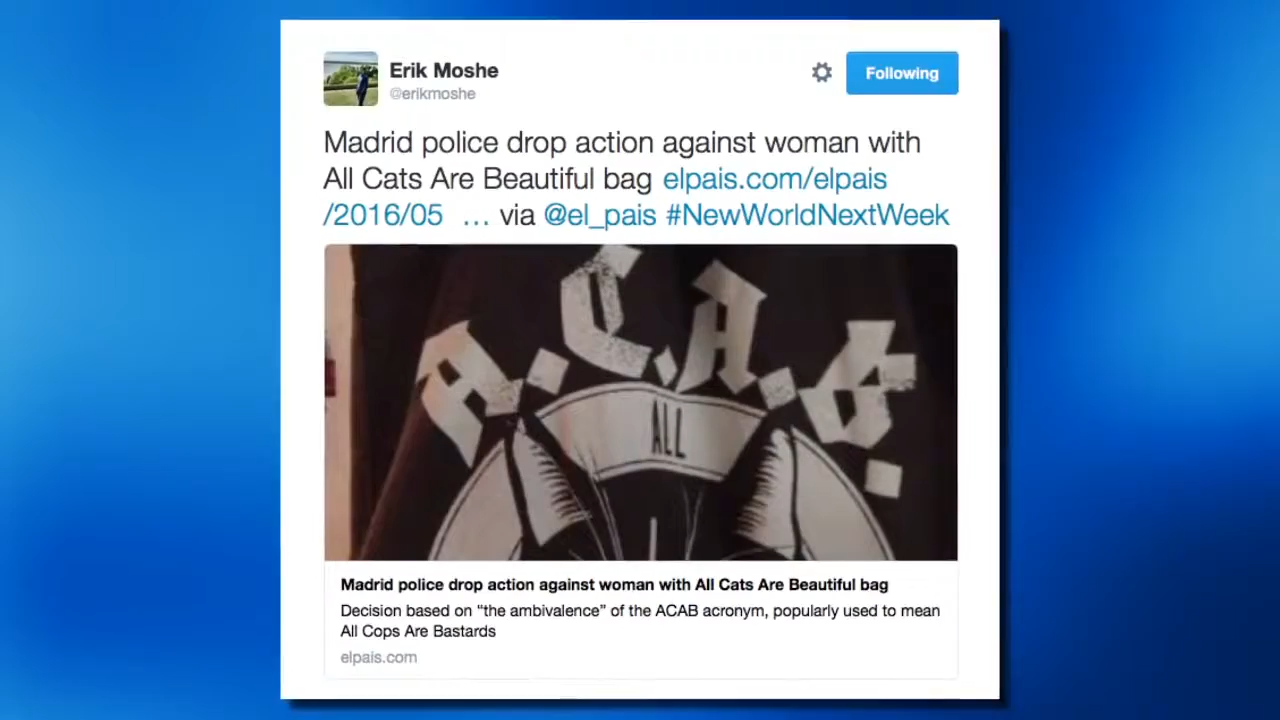 Erik Moshe
@erikmoshe
Following
Madrid police drop action against woman with
All Cats Are Beautiful bag elpais.com/elpais
/2016/05 … via @el_pais #NewWorldNextWeek
A.C.A.B.
ALL
Madrid police drop action against woman with All Cats Are Beautiful bag
Decision based on “the ambivalence” of the ACAB acronym, popularly used to mean
All Cops Are Bastards
elpais.com